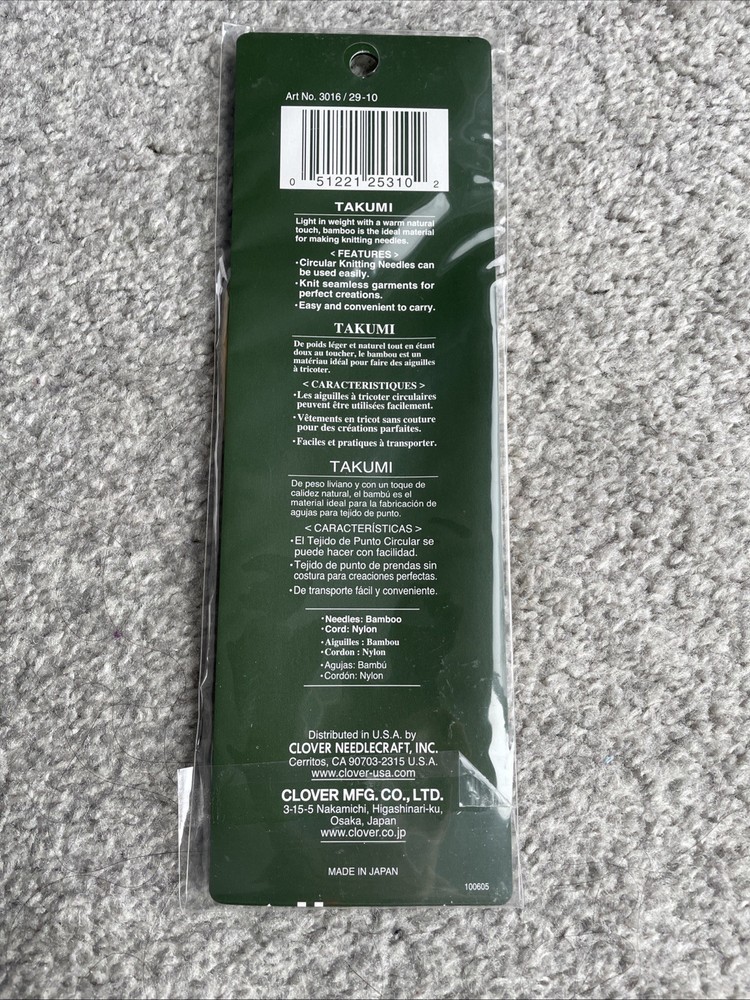 Art No. 3016 / 29-10
0 51221 25310 2
TAKUMI
Light in weight with a warm natural
touch, bamboo is the ideal material
for making knitting needles.
< FEATURES >
•Circular Knitting Needles can
be used easily.
•Knit seamless garments for
perfect creations.
•Easy and convenient to carry.
TAKUMI
De poids léger et naturel tout en étant
doux au toucher, le bambou est un
matériau idéal pour faire des aiguilles
à tricoter.
< CARACTERISTIQUES >
•Les aiguilles à tricoter circulaires
peuvent être utilisées facilement.
•Vêtements en tricot sans couture
pour des créations parfaites.
•Faciles et pratiques à transporter.
TAKUMI
De peso liviano y con un toque de
calidez natural, el bambú es el
material ideal para la fabricación de
agujas para tejido de punto.
< CARACTERÍSTICAS >
•El Tejido de Punto Circular se
puede hacer con facilidad.
•Tejido de punto de prendas sin
costura para creaciones perfectas.
•De transporte fácil y conveniente.
•Needles: Bamboo
•Cord: Nylon
•Aiguilles : Bambou
•Cordon : Nylon
•Agujas: Bambú
•Cordón: Nylon
Distributed in U.S.A. by
CLOVER NEEDLECRAFT, INC.
Cerritos, CA 90703-2315 U.S.A.
www.clover-usa.com
CLOVER MFG. CO., LTD.
3-15-5 Nakamichi, Higashinari-ku,
Osaka, Japan
www.clover.co.jp
MADE IN JAPAN
100605